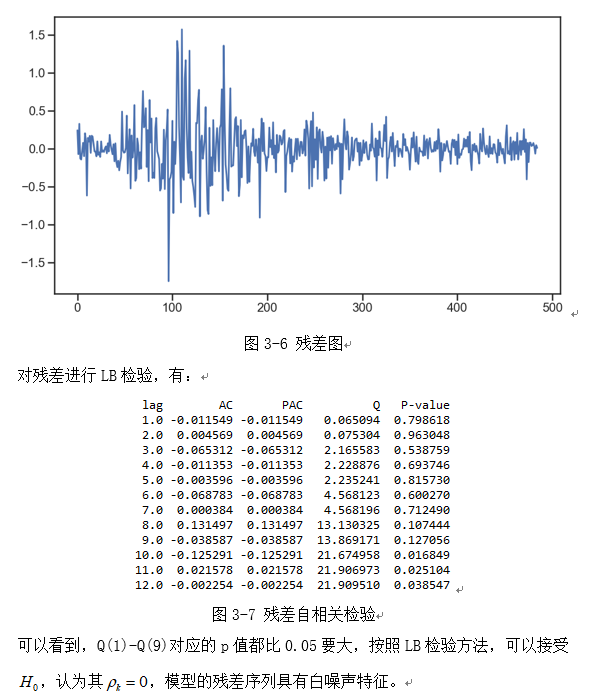 1.5
1.0
0.5
0.0
−0.5
−1.0
−1.5
0 100 200 300 400 500
图 3-6 残差图
对残差进行 LB 检验，有：
lag AC PAC Q P-value
1.0 -0.011549 -0.011549 0.065094 0.798618
2.0 0.004569 0.004569 0.075304 0.963048
3.0 -0.065312 -0.065312 2.165583 0.538759
4.0 -0.011353 -0.011353 2.228876 0.693746
5.0 -0.003596 -0.003596 2.235241 0.815730
6.0 -0.068783 -0.068783 4.568123 0.600270
7.0 0.000384 0.000384 4.568196 0.712490
8.0 0.131497 0.131497 13.130325 0.107444
9.0 -0.038587 -0.038587 13.869171 0.127056
10.0 -0.125291 -0.125291 21.674958 0.016849
11.0 0.021578 0.021578 21.906973 0.025104
12.0 -0.002254 -0.002254 21.909510 0.038547
图 3-7 残差自相关检验
可以看到，Q(1)-Q(9)对应的 p 值都比 0.05 要大，按照 LB 检验方法，可以接受
H₀，认为其 ρₖ = 0，模型的残差序列具有白噪声特征。